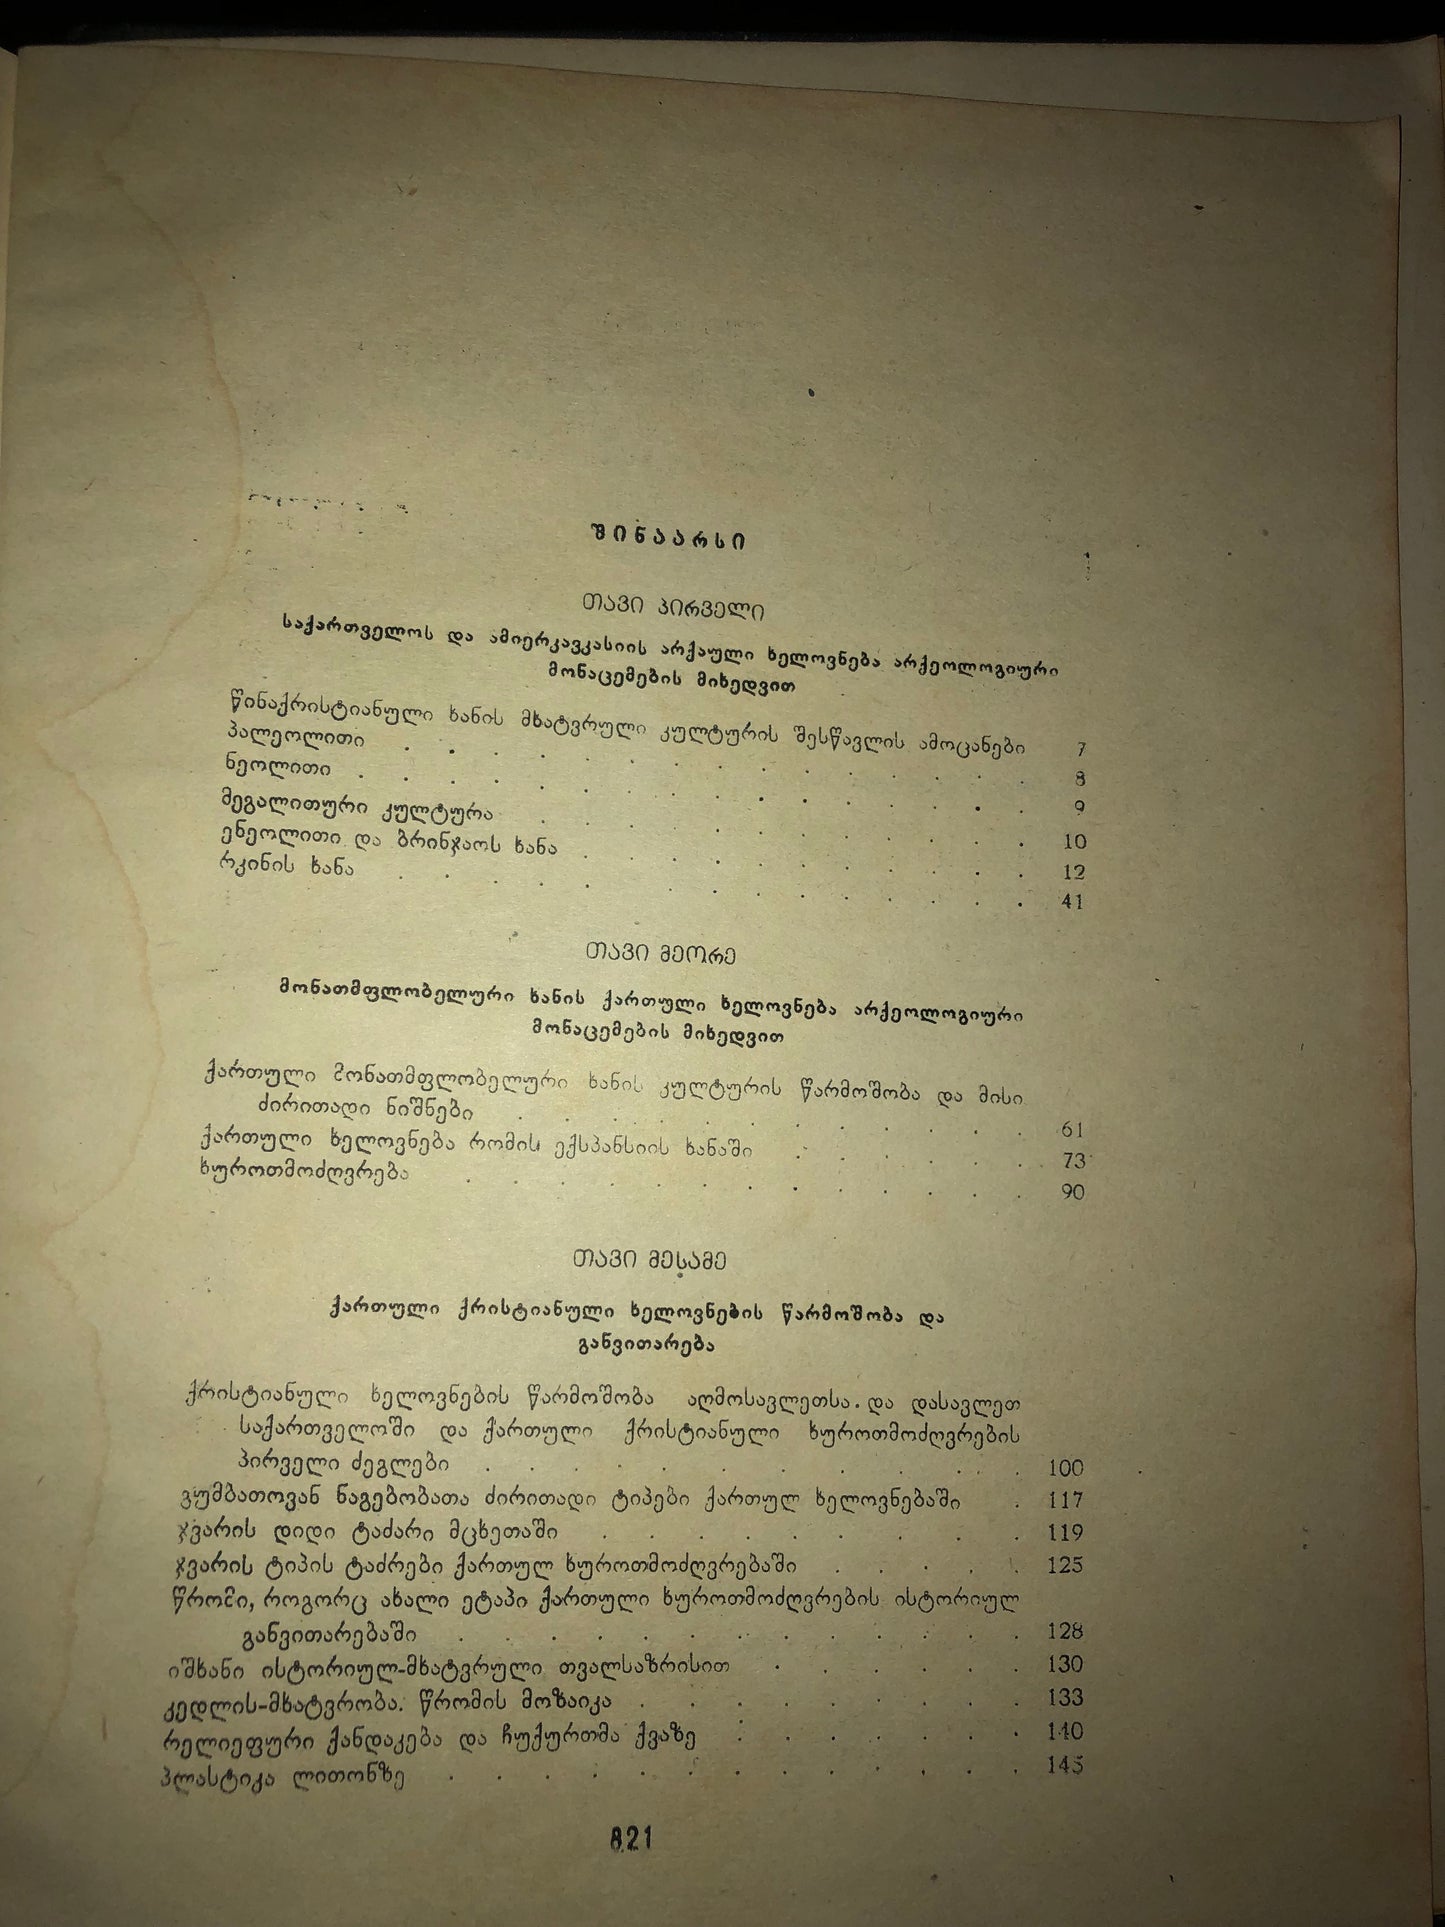 შინაარსი
თავი პირველი
საქართველოს და ამიერკავკასიის არქაული ხელოვნება არქეოლოგიური
მონაცემების მიხედვით
წინაქრისტიანული ხანის მხატვრული კულტურის შესწავლის ამოცანები 7
პალეოლითი . . . . . . . . . . . . . . 8
ნეოლითი . . . . . . . . . . . . . . . 9
მეგალითური კულტურა . . . . . . . . . . . 10
ენეოლითი და ბრინჯაოს ხანა . . . . . . . . . . 12
რკინის ხანა . . . . . . . . . . . . . . 41
თავი მეორე
მონათმფლობელური ხანის ქართული ხელოვნება არქეოლოგიური
მონაცემების მიხედვით
ქართული მონათმფლობელური ხანის კულტურის წარმოშობა და მისი
ძირითადი ნიშნები . . . . . . . . . . . . 61
ქართული ხელოვნება რომის ექსპანსიის ხანაში . . . . . . 73
ხუროთმოძღვრება . . . . . . . . . . . . . 90
თავი მესამე
ქართული ქრისტიანული ხელოვნების წარმოშობა და
განვითარება
ქრისტიანული ხელოვნების წარმოშობა აღმოსავლეთსა და დასავლეთ
საქართველოში და ქართული ქრისტიანული ხუროთმოძღვრების
პირველი ძეგლები . . . . . . . . . . . 100
გუმბათოვან ნაგებობათა ძირითადი ტიპები ქართულ ხელოვნებაში . 117
ჯვარის დიდი ტაძარი მცხეთაში . . . . . . . . . 119
ჯვარის ტიპის ტაძრები ქართულ ხუროთმოძღვრებაში . . . . . 125
წრომი, როგორც ახალი ეტაპი ქართული ხუროთმოძღვრების ისტორიულ
განვითარებაში . . . . . . . . . . . . . 128
იშხანი ისტორიულ-მხატვრული თვალსაზრისით . . . . . . 130
კედლის-მხატვრობა. წრომის მოზაიკა . . . . . . . . . 133
რელიეფური ქანდაკება და ჩუქურთმა ქვაზე . . . . . . . 140
პლასტიკა ლითონზე . . . . . . . . . . . . . 145
821